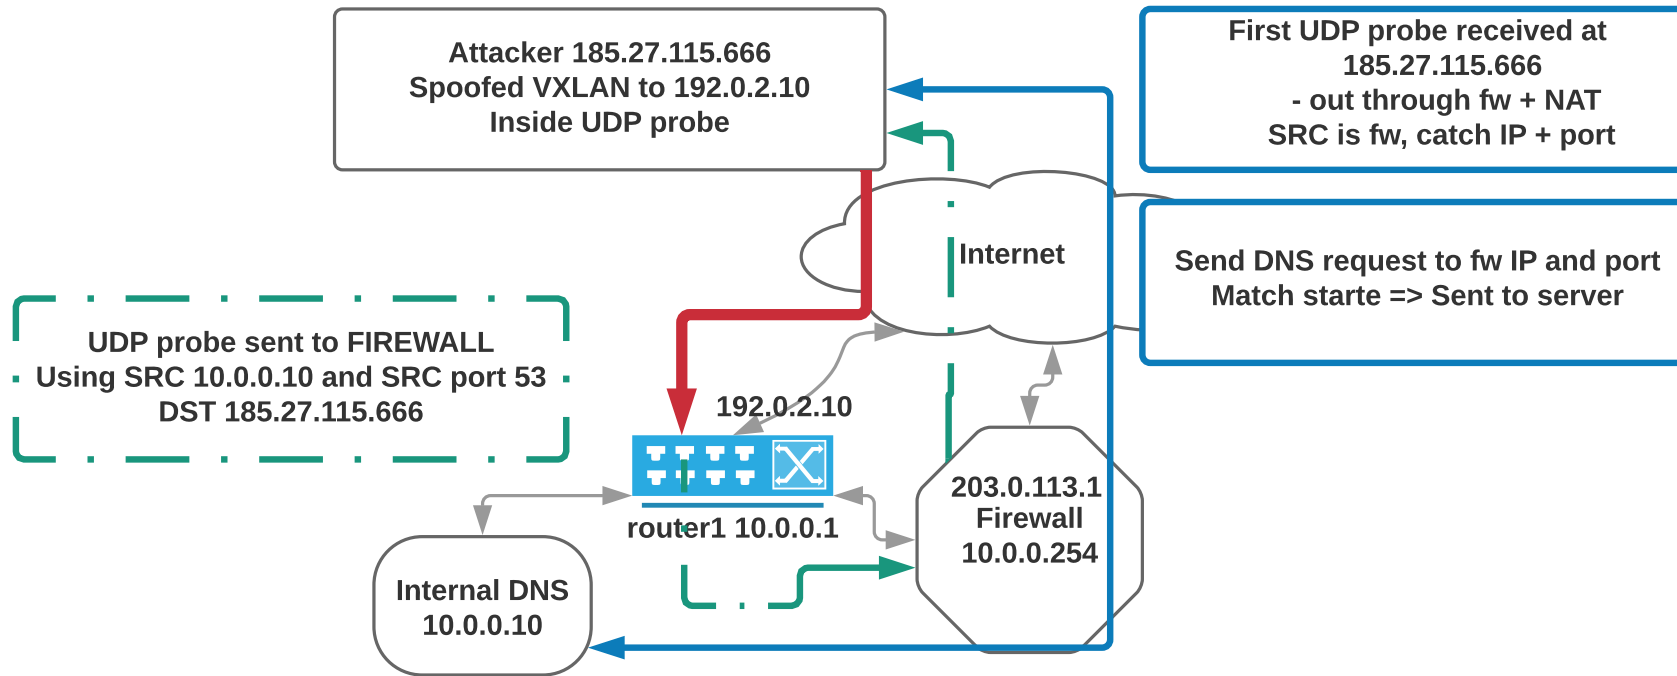 Attacker 185.27.115.666
Spoofed VXLAN to 192.0.2.10
Inside UDP probe
First UDP probe received at
185.27.115.666
- out through fw + NAT
SRC is fw, catch IP + port
Internet
Send DNS request to fw IP and port
Match starte => Sent to server
UDP probe sent to FIREWALL
Using SRC 10.0.0.10 and SRC port 53
DST 185.27.115.666
192.0.2.10
router1 10.0.0.1
203.0.113.1
Firewall
10.0.0.254
Internal DNS
10.0.0.10